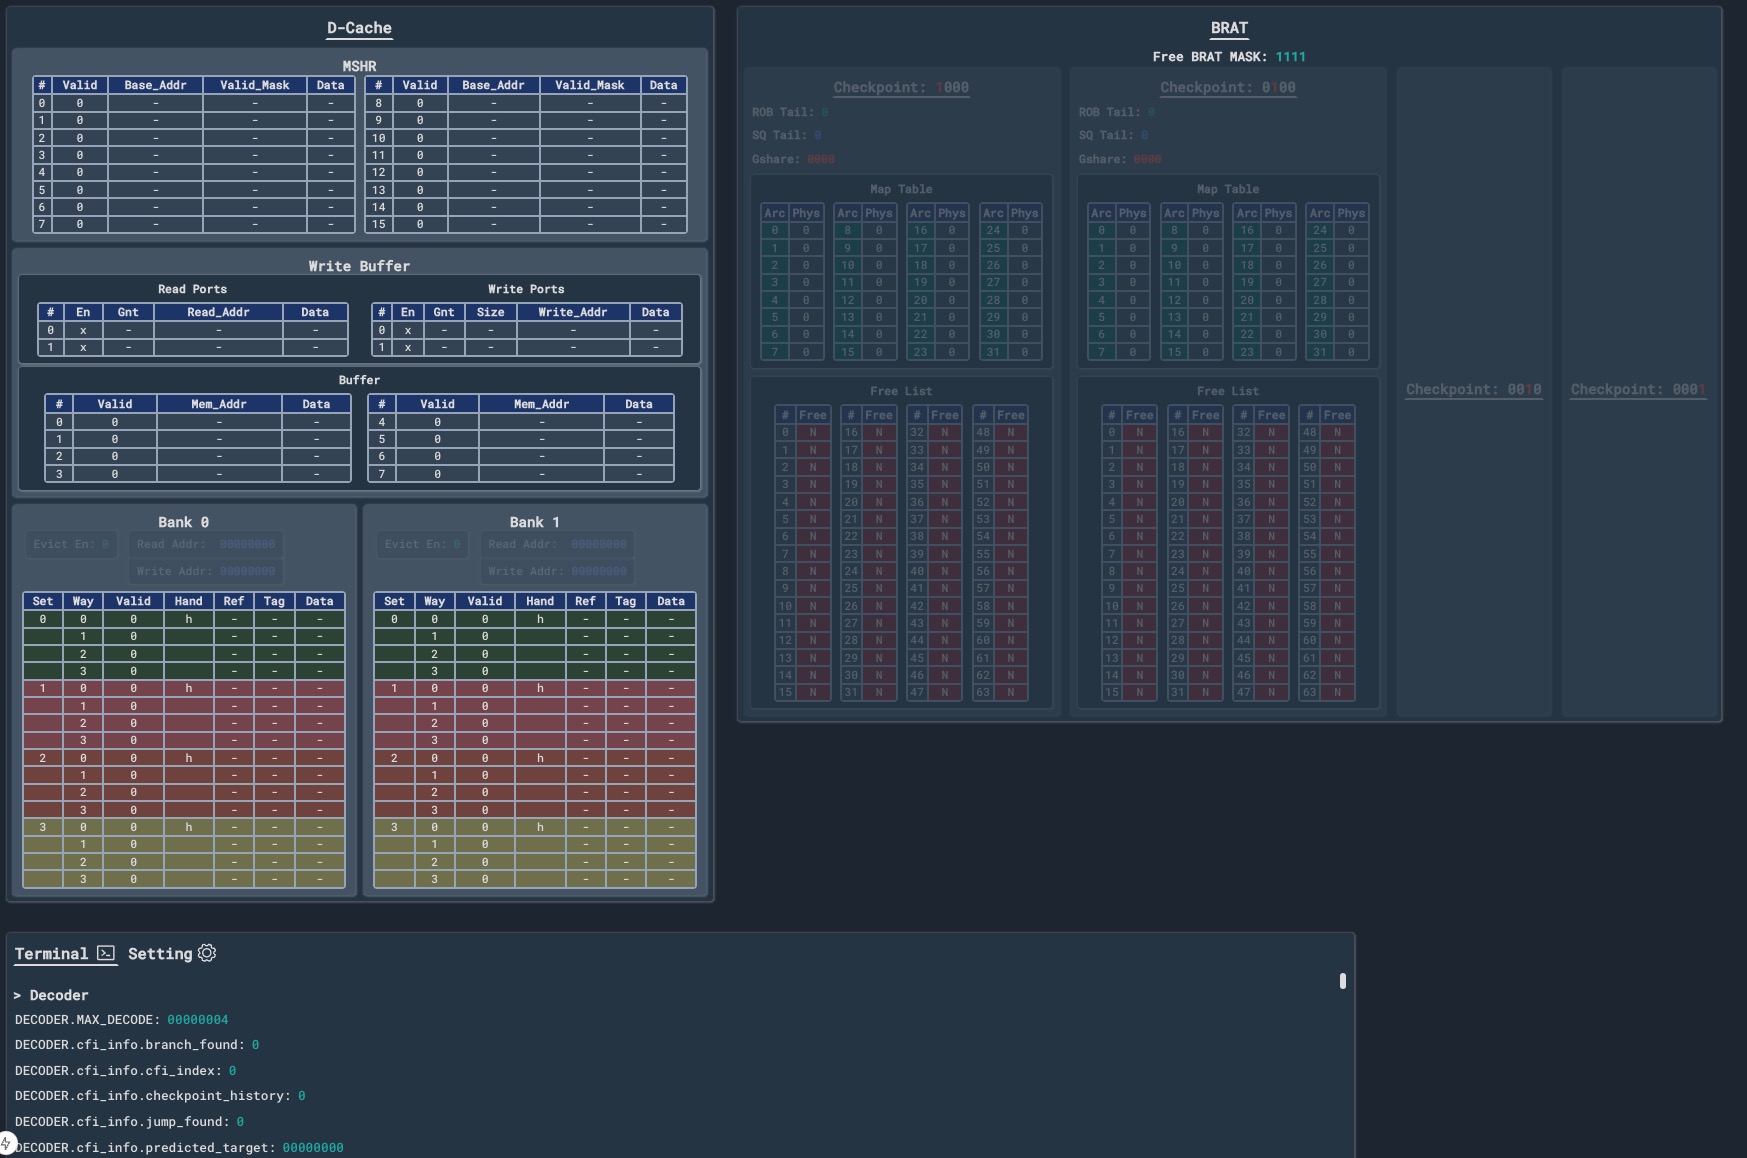 D-Cache
MSHR
# Valid Base_Addr Valid_Mask Data # Valid Base_Addr Valid_Mask Data
0 0 - - - 8 0 - - -
1 0 - - - 9 0 - - -
2 0 - - - 10 0 - - -
3 0 - - - 11 0 - - -
4 0 - - - 12 0 - - -
5 0 - - - 13 0 - - -
6 0 - - - 14 0 - - -
7 0 - - - 15 0 - - -
Write Buffer
Read Ports Write Ports
# En Gnt Read_Addr Data # En Gnt Size Write_Addr Data
0 x - - - 0 x - - - -
1 x - - - 1 x - - - -
Buffer
# Valid Mem_Addr Data # Valid Mem_Addr Data
0 0 - - 4 0 - -
1 0 - - 5 0 - -
2 0 - - 6 0 - -
3 0 - - 7 0 - -
Bank 0 Bank 1
Evict En: 0 Read Addr: 00000000 Evict En: 0 Read Addr: 00000000
Write Addr: 00000000 Write Addr: 00000000
Set Way Valid Hand Ref Tag Data Set Way Valid Hand Ref Tag Data
0 0 0 h - - - 0 0 0 h - - -
1 0 - - - 1 0 - - -
2 0 - - - 2 0 - - -
3 0 - - - 3 0 - - -
1 0 0 h - - - 1 0 0 h - - -
1 0 - - - 1 0 - - -
2 0 - - - 2 0 - - -
3 0 - - - 3 0 - - -
2 0 0 h - - - 2 0 0 h - - -
1 0 - - - 1 0 - - -
2 0 - - - 2 0 - - -
3 0 - - - 3 0 - - -
3 0 0 h - - - 3 0 0 h - - -
1 0 - - - 1 0 - - -
2 0 - - - 2 0 - - -
3 0 - - - 3 0 - - -
BRAT
Free BRAT MASK: 1111
Checkpoint: 1000
ROB Tail: 0
SQ Tail: 0
Gshare: 0000
Map Table
Arc Phys Arc Phys Arc Phys Arc Phys
0 0 8 0 16 0 24 0
1 0 9 0 17 0 25 0
2 0 10 0 18 0 26 0
3 0 11 0 19 0 27 0
4 0 12 0 20 0 28 0
5 0 13 0 21 0 29 0
6 0 14 0 22 0 30 0
7 0 15 0 23 0 31 0
Free List
# Free # Free # Free # Free
0 N 16 N 32 N 48 N
1 N 17 N 33 N 49 N
2 N 18 N 34 N 50 N
3 N 19 N 35 N 51 N
4 N 20 N 36 N 52 N
5 N 21 N 37 N 53 N
6 N 22 N 38 N 54 N
7 N 23 N 39 N 55 N
8 N 24 N 40 N 56 N
9 N 25 N 41 N 57 N
10 N 26 N 42 N 58 N
11 N 27 N 43 N 59 N
12 N 28 N 44 N 60 N
13 N 29 N 45 N 61 N
14 N 30 N 46 N 62 N
15 N 31 N 47 N 63 N
Checkpoint: 0100
ROB Tail: 0
SQ Tail: 0
Gshare: 0000
Map Table
Arc Phys Arc Phys Arc Phys Arc Phys
0 0 8 0 16 0 24 0
1 0 9 0 17 0 25 0
2 0 10 0 18 0 26 0
3 0 11 0 19 0 27 0
4 0 12 0 20 0 28 0
5 0 13 0 21 0 29 0
6 0 14 0 22 0 30 0
7 0 15 0 23 0 31 0
Free List
# Free # Free # Free # Free
0 N 16 N 32 N 48 N
1 N 17 N 33 N 49 N
2 N 18 N 34 N 50 N
3 N 19 N 35 N 51 N
4 N 20 N 36 N 52 N
5 N 21 N 37 N 53 N
6 N 22 N 38 N 54 N
7 N 23 N 39 N 55 N
8 N 24 N 40 N 56 N
9 N 25 N 41 N 57 N
10 N 26 N 42 N 58 N
11 N 27 N 43 N 59 N
12 N 28 N 44 N 60 N
13 N 29 N 45 N 61 N
14 N 30 N 46 N 62 N
15 N 31 N 47 N 63 N
Checkpoint: 0010
Checkpoint: 0001
Terminal Setting
> Decoder
DECODER.MAX_DECODE: 00000004
DECODER.cfi_info.branch_found: 0
DECODER.cfi_info.cfi_index: 0
DECODER.cfi_info.checkpoint_history: 0
DECODER.cfi_info.jump_found: 0
DECODER.cfi_info.predicted_target: 00000000